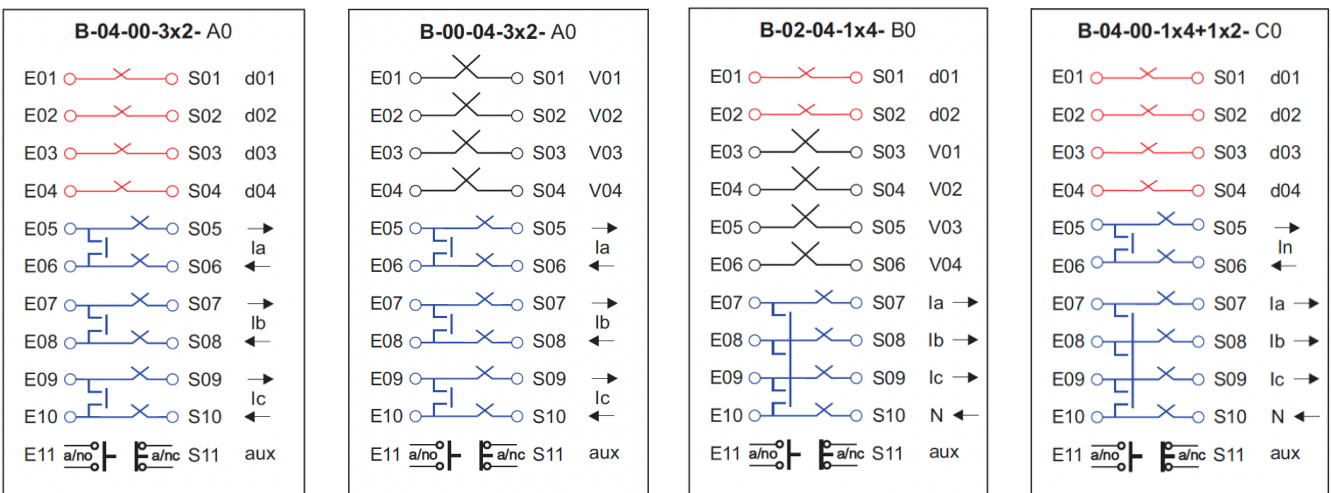 B-04-00-3x2- A0
E01 S01 d01
E02 S02 d02
E03 S03 d03
E04 S04 d04
E05 S05
Ia
E06 S06
E07 S07
Ib
E08 S08
E09 S09
Ic
E10 S10
E11 a/no a/nc S11 aux
B-00-04-3x2- A0
E01 S01 V01
E02 S02 V02
E03 S03 V03
E04 S04 V04
E05 S05
Ia
E06 S06
E07 S07
Ib
E08 S08
E09 S09
Ic
E10 S10
E11 a/no a/nc S11 aux
B-02-04-1x4- B0
E01 S01 d01
E02 S02 d02
E03 S03 V01
E04 S04 V02
E05 S05 V03
E06 S06 V04
E07 S07 Ia
E08 S08 Ib
E09 S09 Ic
E10 S10 N
E11 a/no a/nc S11 aux
B-04-00-1x4+1x2- C0
E01 S01 d01
E02 S02 d02
E03 S03 d03
E04 S04 d04
E05 S05
In
E06 S06
E07 S07 Ia
E08 S08 Ib
E09 S09 Ic
E10 S10 N
E11 a/no a/nc S11 aux